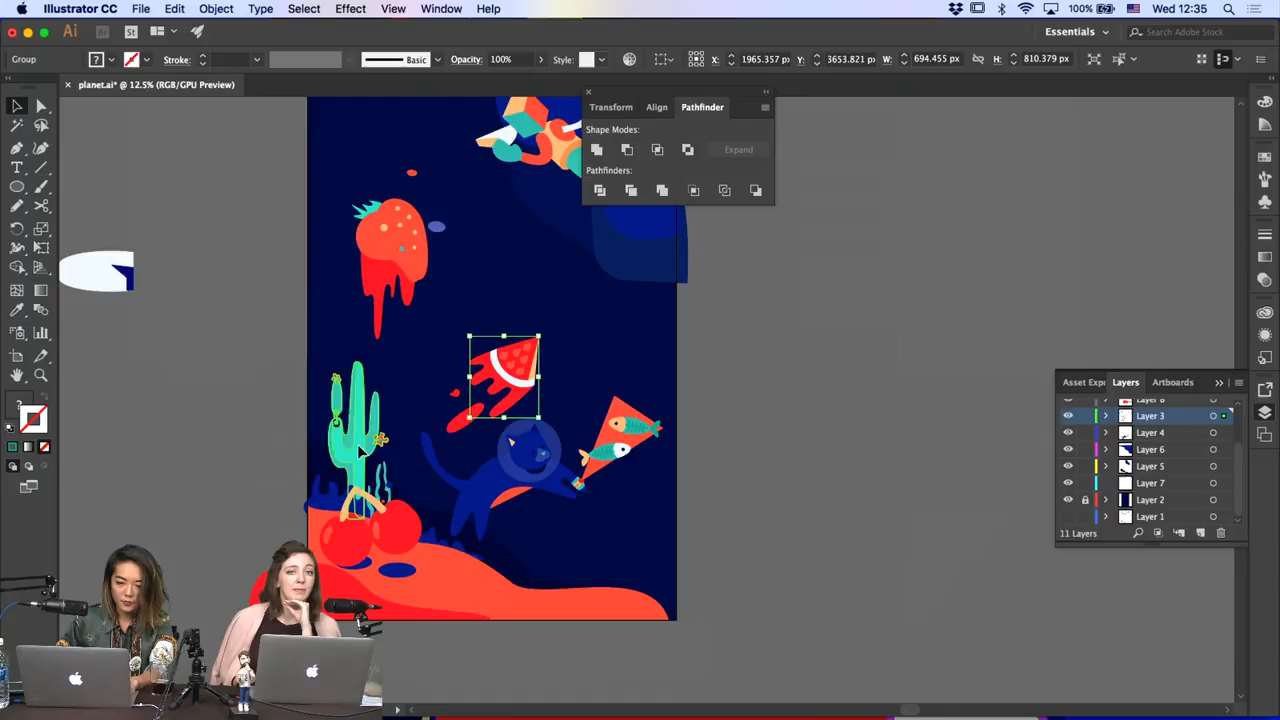 Illustrator CC File Edit Object Type Select Effect View Window Help 100% Wed 12:35
Ai Br St Essentials Search Adobe Stock
Group Stroke: Basic Opacity: 100% Style: X: 1965.357 px Y: 3653.821 px W: 694.455 px H: 810.379 px
× planet.ai* @ 12.5% (RGB/GPU Preview)
Transform Align Pathfinder
Shape Modes:
Expand
Pathfinders:
Asset Expo Layers Artboards
Layer 3
Layer 4
Layer 6
Layer 5
Layer 7
Layer 2
Layer 1
11 Layers